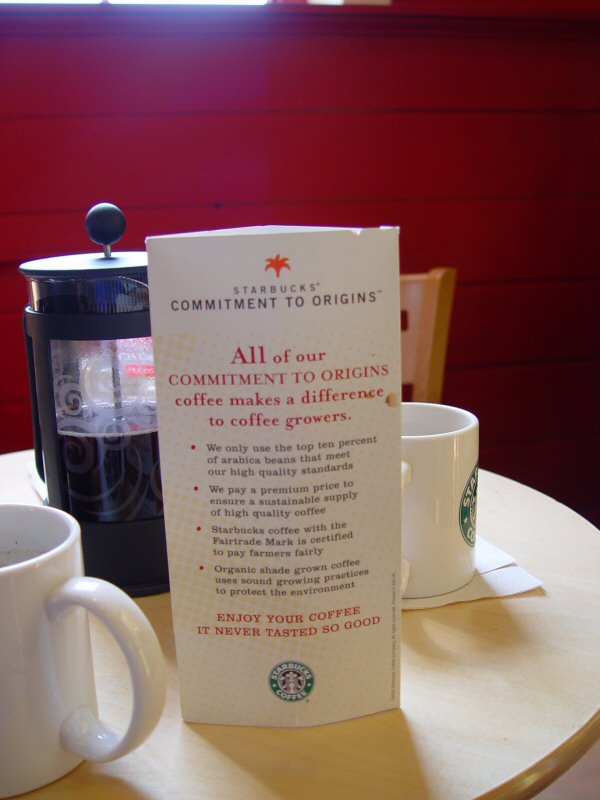 STARBUCKS®
COMMITMENT TO ORIGINS™
All of our
COMMITMENT TO ORIGINS
coffee makes a difference
to coffee growers.
• We only use the top ten percent
of arabica beans that meet
our high quality standards
• We pay a premium price to
ensure a sustainable supply
of high quality coffee
• Starbucks coffee with the
Fairtrade Mark is certified
to pay farmers fairly
• Organic shade grown coffee
uses sound growing practices
to protect the environment
ENJOY YOUR COFFEE
IT NEVER TASTED SO GOOD
STARBUCKS
COFFEE